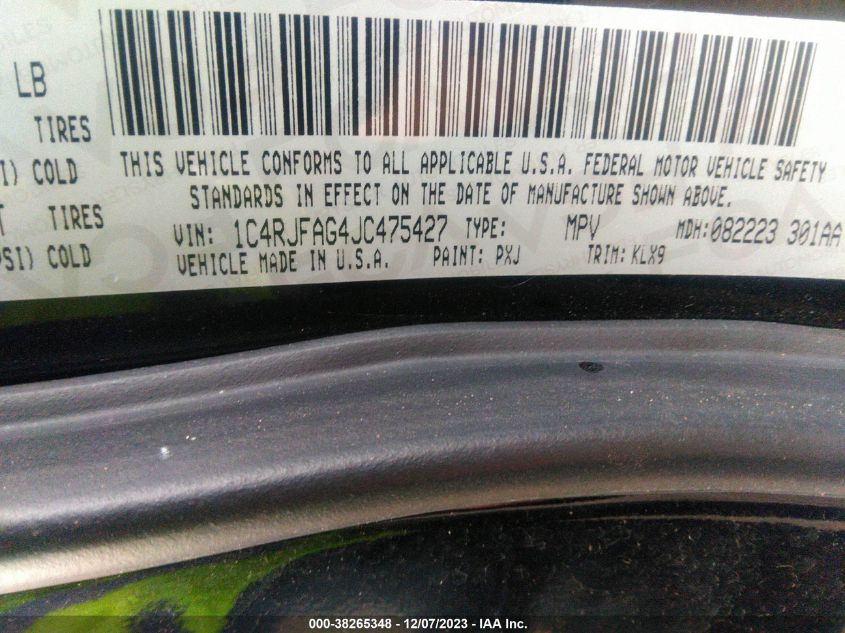 LB
TIRES
COLD
THIS VEHICLE CONFORMS TO ALL APPLICABLE U.S.A. FEDERAL MOTOR VEHICLE SAFETY
STANDARDS IN EFFECT ON THE DATE OF MANUFACTURE SHOWN ABOVE.
TIRES
VIN: 1C4RJFAG4JC475427 TYPE: MPV MDH:082223 301AA
PSI) COLD
VEHICLE MADE IN U.S.A. PAINT: PXJ TRIM: KLX9
000-38265348 - 12/07/2023 - IAA Inc.